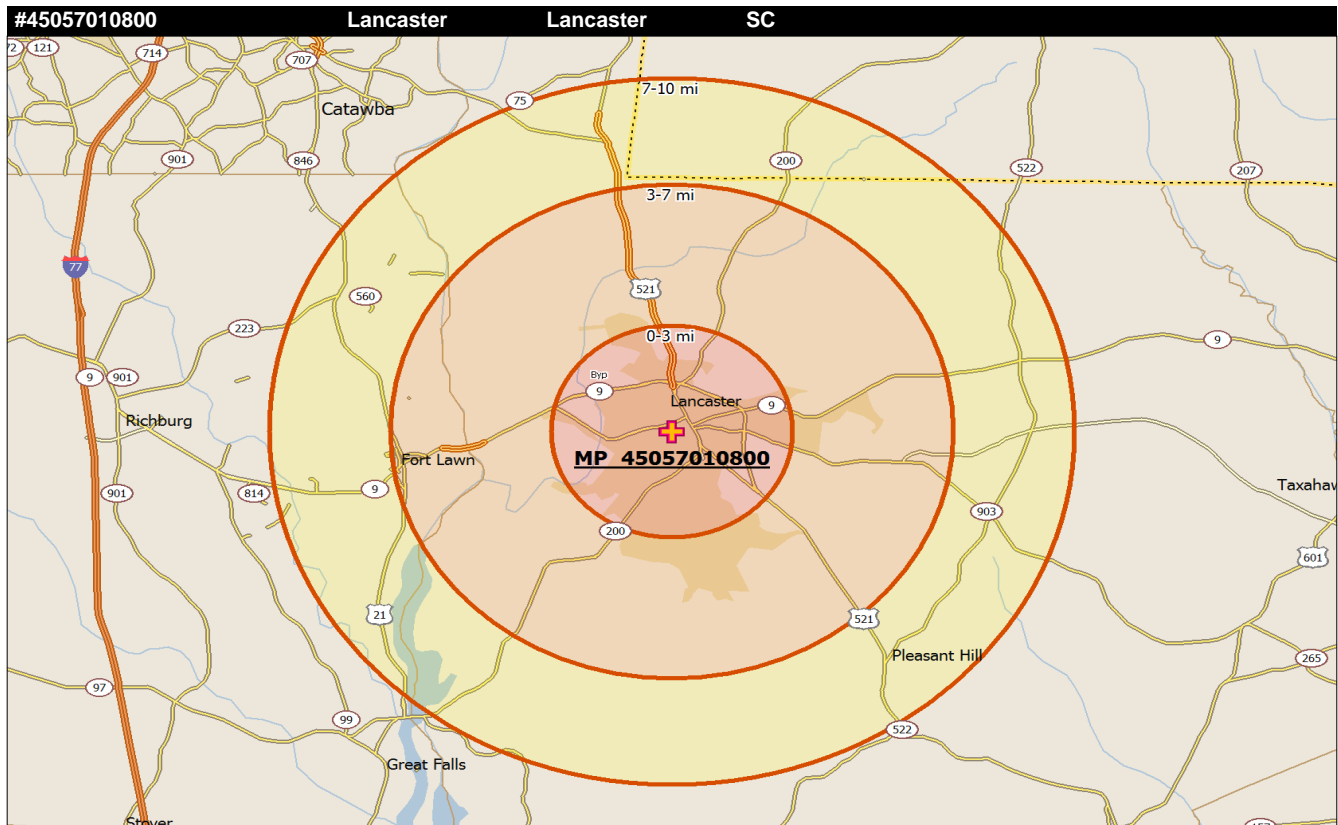 #45057010800 Lancaster Lancaster SC
121
714
707
Catawba
75
7-10 mi
901
846
200
522
207
3-7 mi
77
521
560
223
0-3 mi
9
Byp
9
9
901
Lancaster
9
Richburg
MP 45057010800
Fort Lawn
901
814
9
903
Taxahaw
200
601
21
521
Pleasant Hill
265
97
99
522
Great Falls
Stover